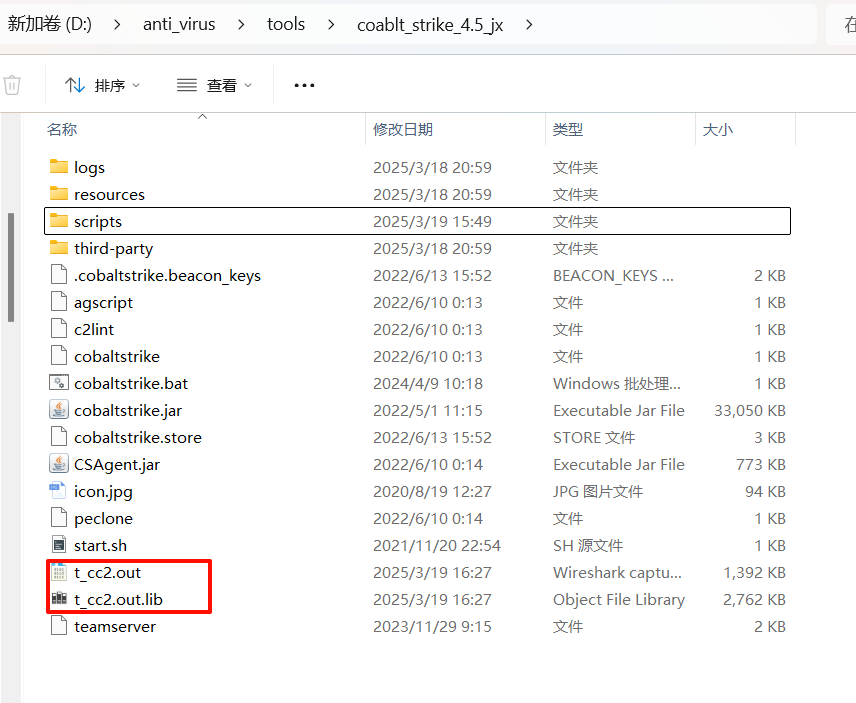 新加卷 (D:) > anti_virus > tools > coablt_strike_4.5_jx > 在
排序 查看 •••
名称 修改日期 类型 大小
logs 2025/3/18 20:59 文件夹
resources 2025/3/18 20:59 文件夹
scripts 2025/3/19 15:49 文件夹
third-party 2025/3/18 20:59 文件夹
.cobaltstrike.beacon_keys 2022/6/13 15:52 BEACON_KEYS ... 2 KB
agscript 2022/6/10 0:13 文件 1 KB
c2lint 2022/6/10 0:13 文件 1 KB
cobaltstrike 2022/6/10 0:13 文件 1 KB
cobaltstrike.bat 2024/4/9 10:18 Windows 批处理... 1 KB
cobaltstrike.jar 2022/5/1 11:15 Executable Jar File 33,050 KB
cobaltstrike.store 2022/6/13 15:52 STORE 文件 3 KB
CSAgent.jar 2022/6/10 0:14 Executable Jar File 773 KB
icon.jpg 2020/8/19 12:27 JPG 图片文件 94 KB
peclone 2022/6/10 0:14 文件 1 KB
start.sh 2021/11/20 22:54 SH 源文件 1 KB
t_cc2.out 2025/3/19 16:27 Wireshark captu... 1,392 KB
t_cc2.out.lib 2025/3/19 16:27 Object File Library 2,762 KB
teamserver 2023/11/29 9:15 文件 2 KB